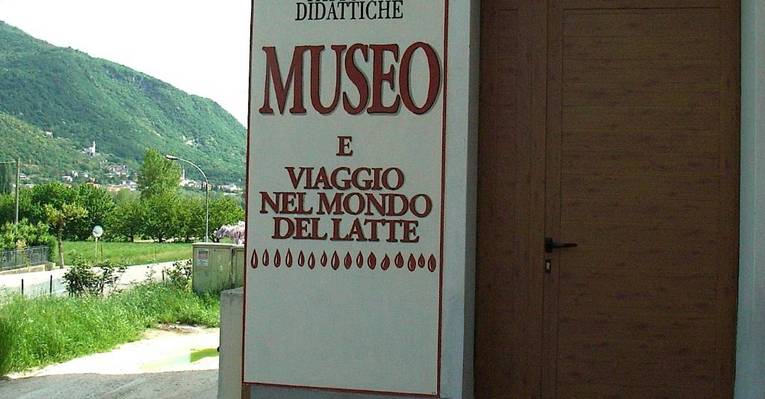 DIDATTICHE
MUSEO
E
VIAGGIO
NEL MONDO
DEL LATTE